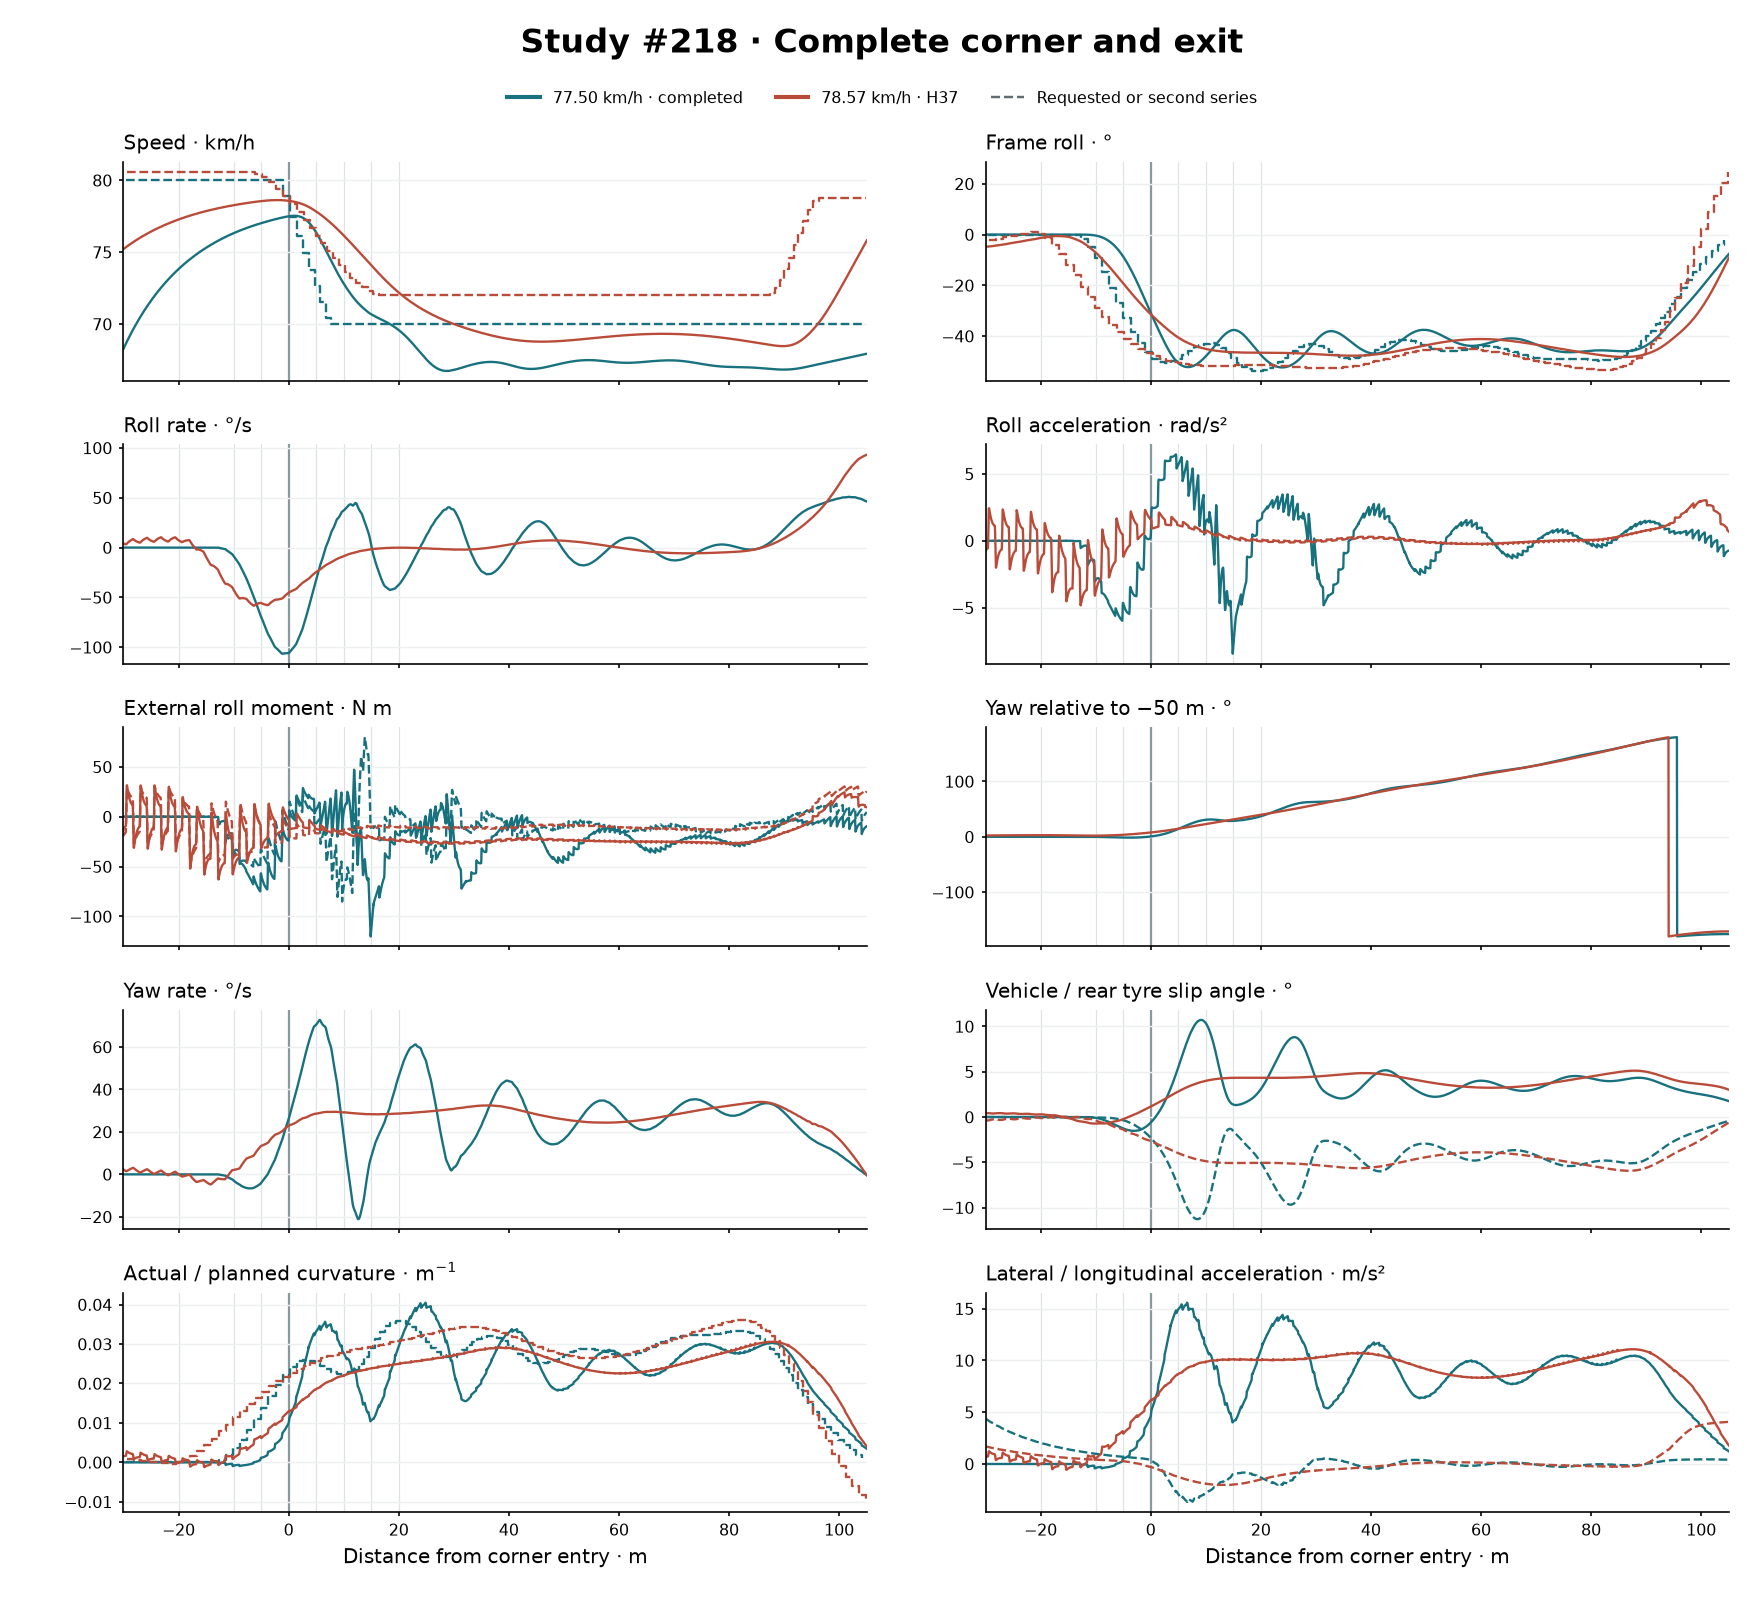 Study #218 · Complete corner and exit
77.50 km/h · completed
78.57 km/h · H37
Requested or second series
Speed · km/h
80
75
70
Frame roll · °
20
0
−20
−40
Roll rate · °/s
100
50
0
−50
−100
Roll acceleration · rad/s²
5
0
−5
External roll moment · N m
50
0
−50
−100
Yaw relative to −50 m · °
100
0
−100
Yaw rate · °/s
60
40
20
0
−20
Vehicle / rear tyre slip angle · °
10
5
0
−5
−10
Actual / planned curvature · m⁻¹
0.04
0.03
0.02
0.01
0.00
−0.01
−20 0 20 40 60 80 100
Distance from corner entry · m
Lateral / longitudinal acceleration · m/s²
15
10
5
0
−20 0 20 40 60 80 100
Distance from corner entry · m